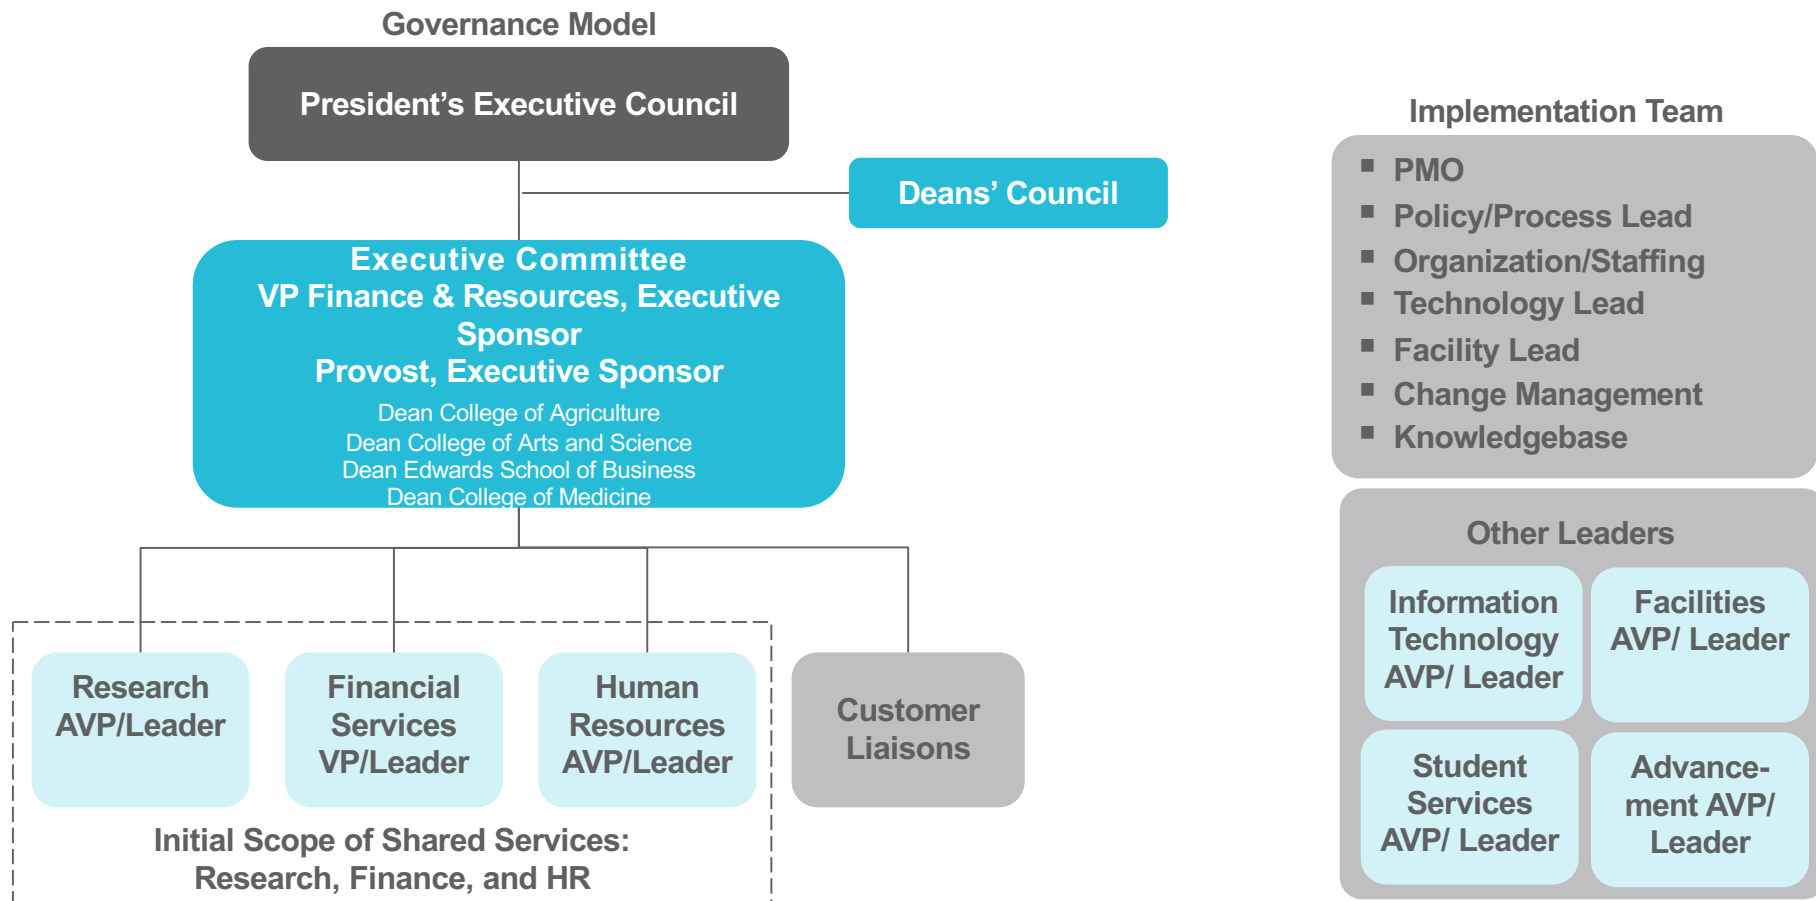 Governance Model
President’s Executive Council
Deans’ Council
Executive Committee
VP Finance & Resources, Executive
Sponsor
Provost, Executive Sponsor
Dean College of Agriculture
Dean College of Arts and Science
Dean Edwards School of Business
Dean College of Medicine
Research
AVP/Leader
Financial
Services
VP/Leader
Human
Resources
AVP/Leader
Customer
Liaisons
Initial Scope of Shared Services:
Research, Finance, and HR
Implementation Team
▪ PMO
▪ Policy/Process Lead
▪ Organization/Staffing
▪ Technology Lead
▪ Facility Lead
▪ Change Management
▪ Knowledgebase
Other Leaders
Information
Technology
AVP/ Leader
Facilities
AVP/ Leader
Student
Services
AVP/ Leader
Advance-
ment AVP/
Leader